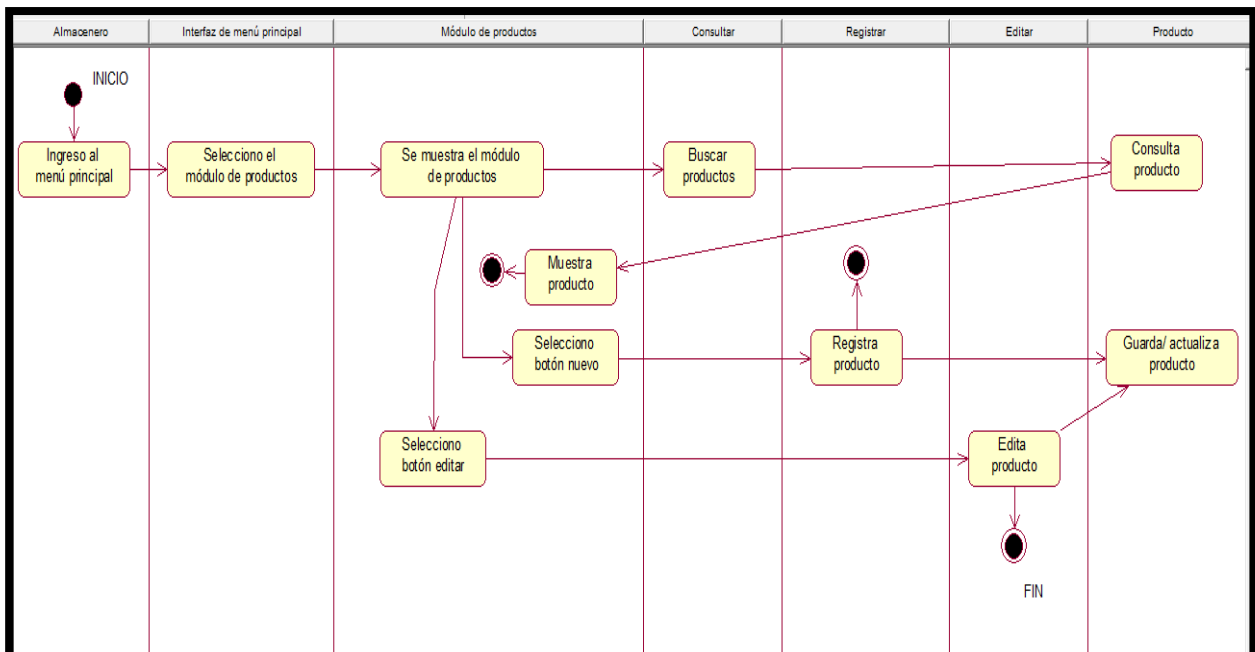 Almacenero
Interfaz de menú principal
Módulo de productos
Consultar
Registrar
Editar
Producto
INICIO
Ingreso al
menú principal
Selecciono el
módulo de productos
Se muestra el módulo
de productos
Buscar
productos
Consulta
producto
Muestra
producto
Selecciono
botón nuevo
Registra
producto
Guarda/ actualiza
producto
Selecciono
botón editar
Edita
producto
FIN